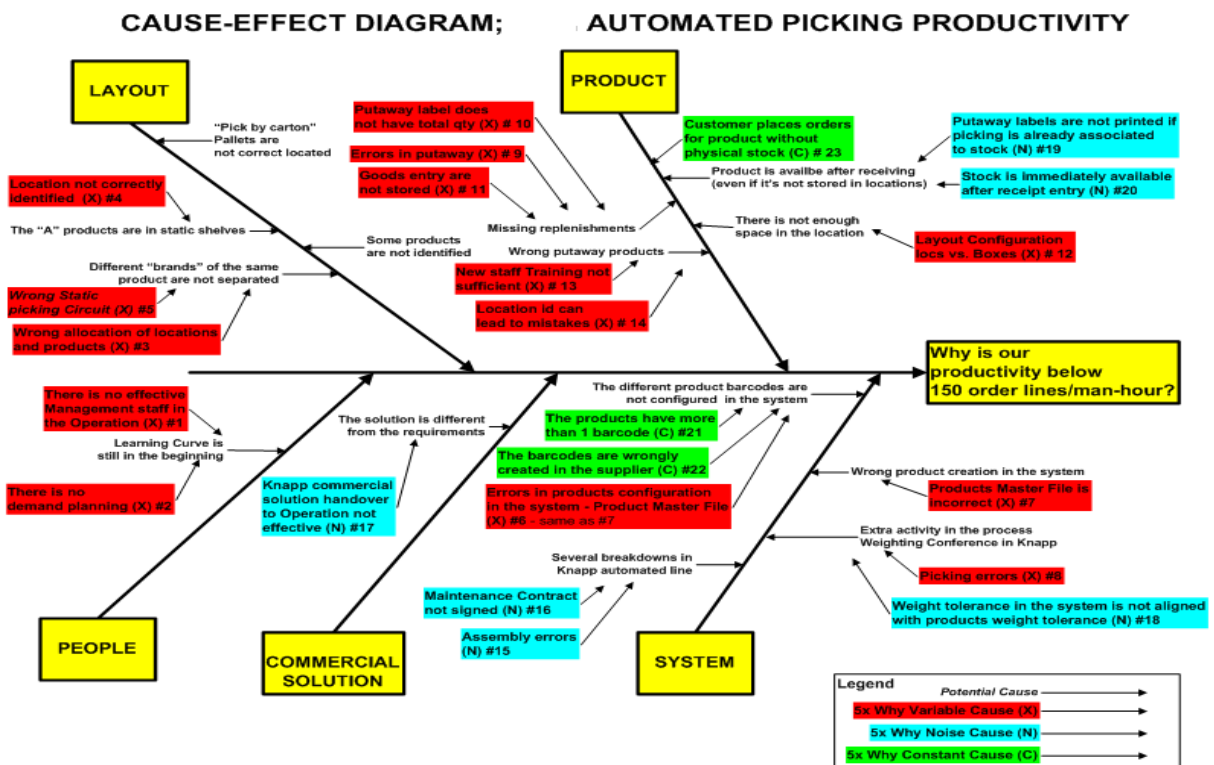 CAUSE-EFFECT DIAGRAM; AUTOMATED PICKING PRODUCTIVITY
LAYOUT
"Pick by carton"
Pallets are
not correct located
Location not correctly
identified (X) #4
The "A" products are in static shelves
Some products
are not identified
Different "brands" of the same
product are not separated
Wrong Static
picking Circuit (X) #5
Wrong allocation of locations
and products (X) #3
PRODUCT
Putaway label does
not have total qty (X) # 10
Errors in putaway (X) # 9
Goods entry are
not stored (X) # 11
Missing replenishments
Customer places orders
for product without
physical stock (C) # 23
Putaway labels are not printed if
picking is already associated
to stock (N) #19
Product is availbe after receiving
(even if it's not stored in locations)
Stock is immediately available
after receipt entry (N) #20
There is not enough
space in the location
Layout Configuration
locs vs. Boxes (X) # 12
Wrong putaway products
New staff Training not
sufficient (X) # 13
Location id can
lead to mistakes (X) # 14
Why is our
productivity below
150 order lines/man-hour?
There is no effective
Management staff in
the Operation (X) #1
Learning Curve is
still in the beginning
There is no
demand planning (X) #2
PEOPLE
The solution is different
from the requirements
Knapp commercial
solution handover
to Operation not
effective (N) #17
COMMERCIAL
SOLUTION
The different product barcodes are
not configured in the system
The products have more
than 1 barcode (C) #21
The barcodes are wrongly
created in the supplier (C) #22
Errors in products configuration
in the system - Product Master File
(X) #6 - same as #7
Wrong product creation in the system
Products Master File is
incorrect (X) #7
Extra activity in the process
Weighting Conference in Knapp
Picking errors (X) #8
Weight tolerance in the system is not aligned
with products weight tolerance (N) #18
Several breakdowns in
Knapp automated line
Maintenance Contract
not signed (N) #16
Assembly errors
(N) #15
SYSTEM
Legend
Potential Cause
5x Why Variable Cause (X)
5x Why Noise Cause (N)
5x Why Constant Cause (C)